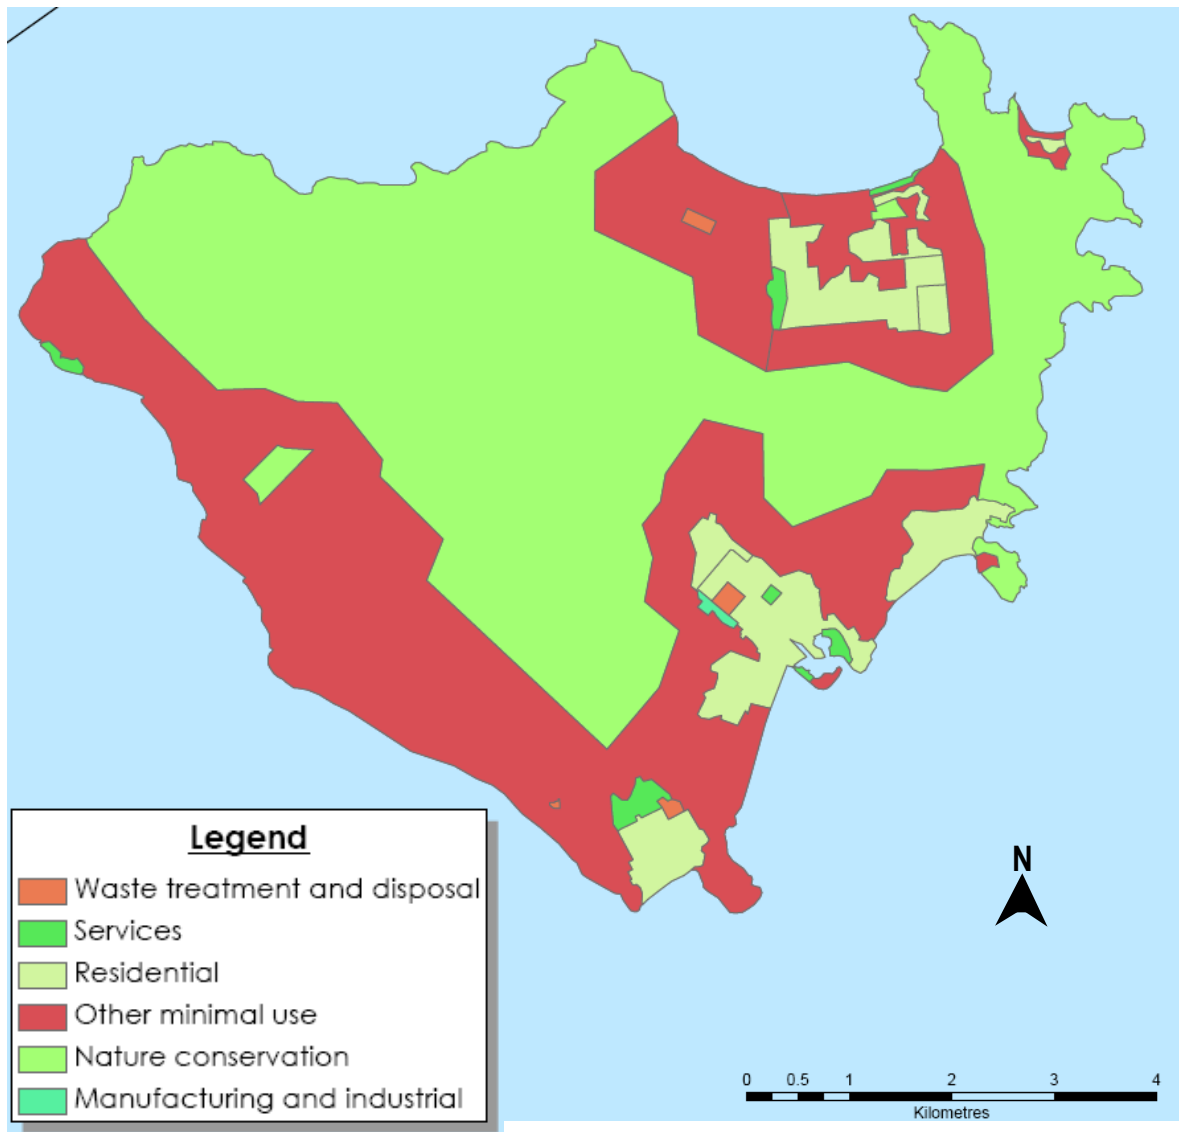 Legend
Waste treatment and disposal
Services
Residential
Other minimal use
Nature conservation
Manufacturing and industrial
N
0 0.5 1 2 3 4
Kilometres